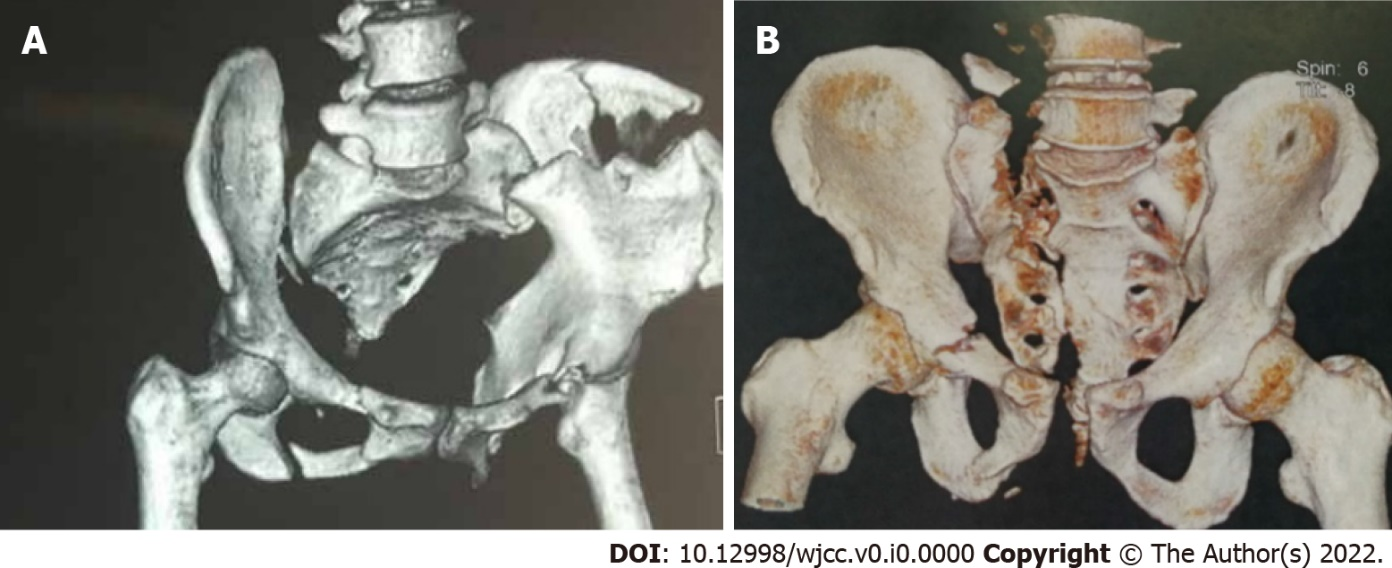 A
B
Spin: 6
Tilt: -8
DOI: 10.12998/wjcc.v0.i0.0000 Copyright © The Author(s) 2022.